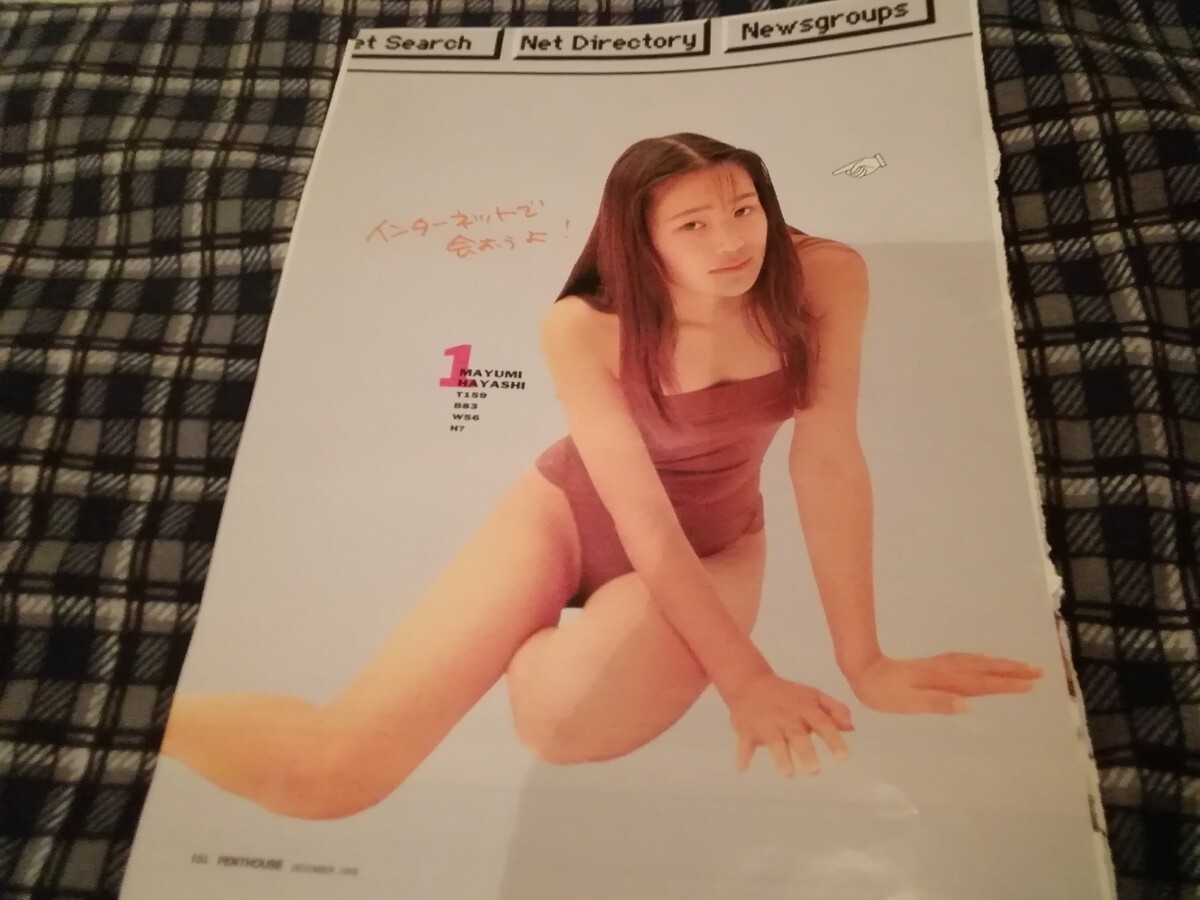 et Search
Net Directory
Newsgroups
インターネットで
会おうよ!
1
MAYUMI
HAYASHI
T159
B83
W56
H?
PENTHOUSE DECEMBER